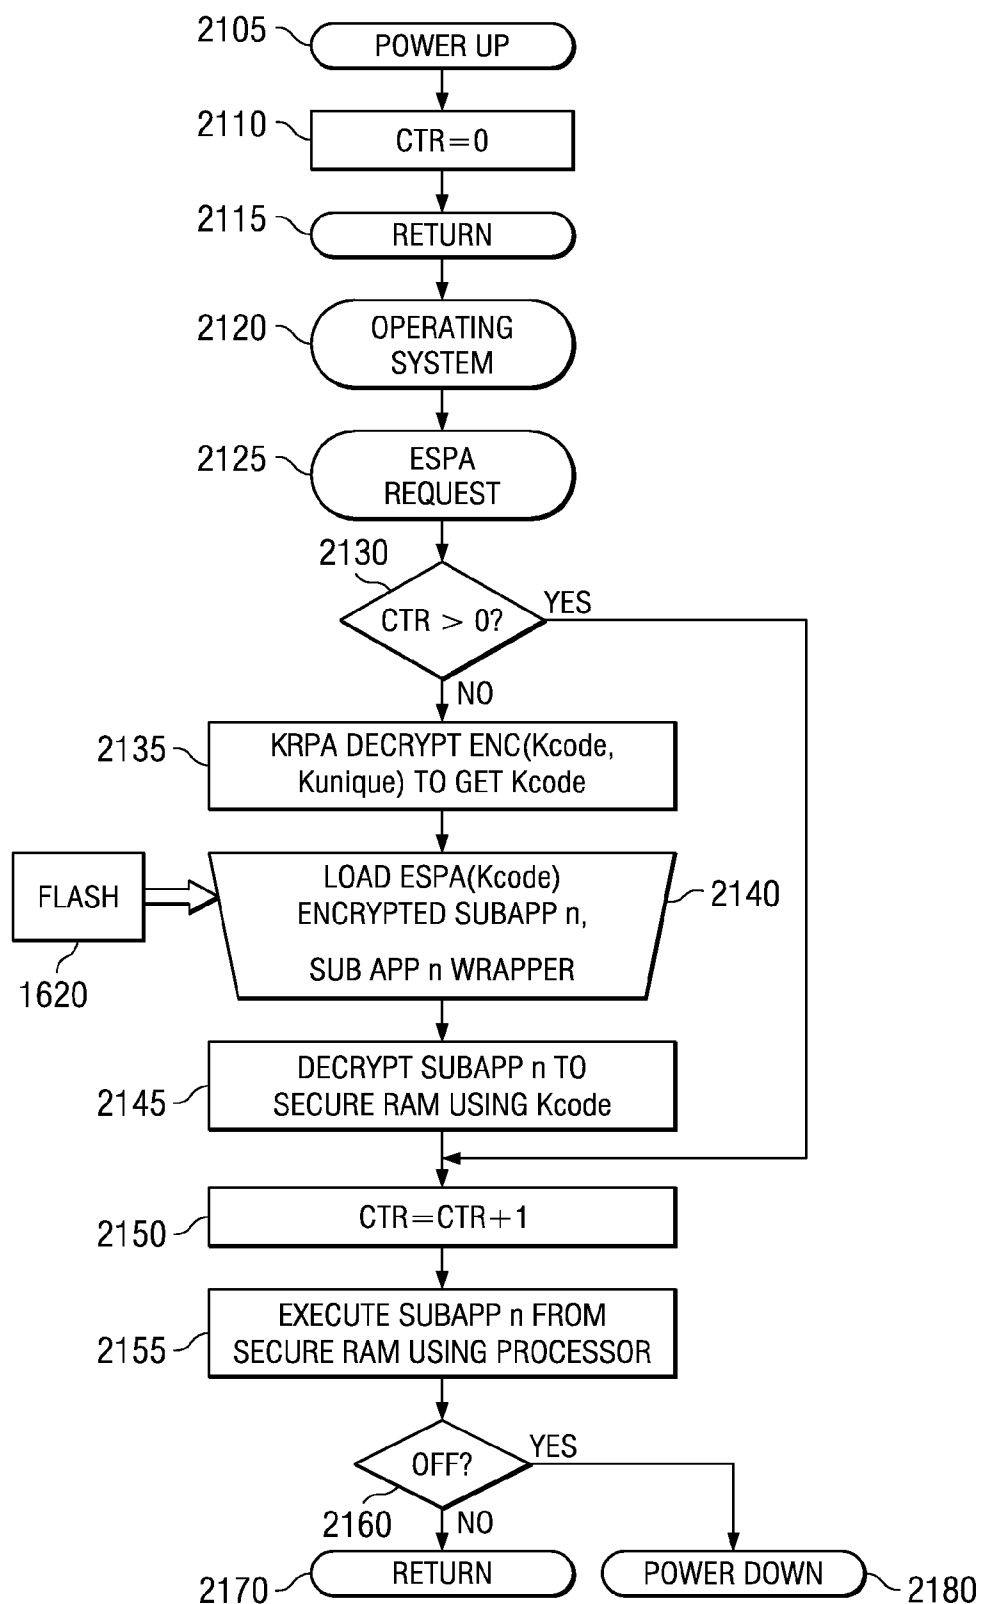 2105
POWER UP
2110
CTR=0
2115
RETURN
2120
OPERATING
SYSTEM
2125
ESPA
REQUEST
2130
CTR > 0?
YES
NO
2135
KRPA DECRYPT ENC(Kcode,
Kunique) TO GET Kcode
FLASH
1620
LOAD ESPA(Kcode)
ENCRYPTED SUBAPP n,
SUB APP n WRAPPER
2140
2145
DECRYPT SUBAPP n TO
SECURE RAM USING Kcode
2150
CTR=CTR+1
2155
EXECUTE SUBAPP n FROM
SECURE RAM USING PROCESSOR
OFF?
YES
2160
NO
2170
RETURN
POWER DOWN
2180